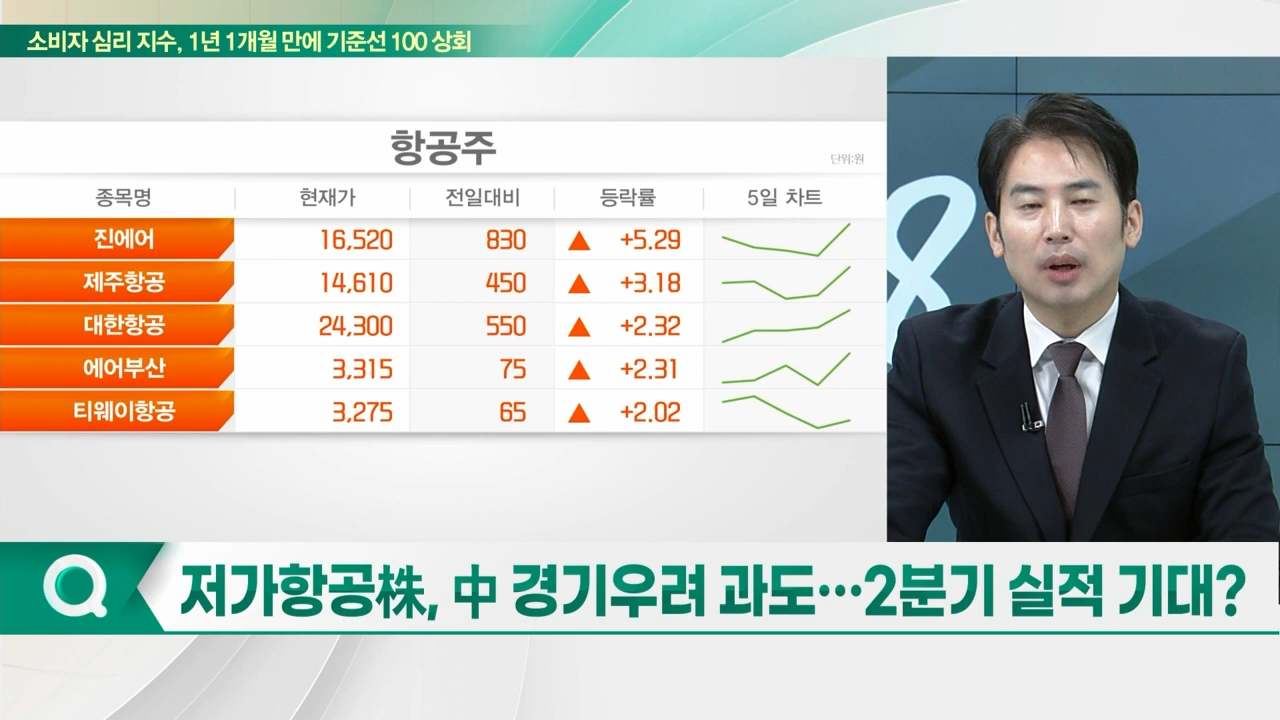 소비자 심리 지수, 1년 1개월 만에 기준선 100 상회
항공주
단위:원
종목명 현재가 전일대비 등락률 5일 차트
진에어 16,520 830 ▲ +5.29
제주항공 14,610 450 ▲ +3.18
대한항공 24,300 550 ▲ +2.32
에어부산 3,315 75 ▲ +2.31
티웨이항공 3,275 65 ▲ +2.02
저가항공株, 中 경기우려 과도…2분기 실적 기대?